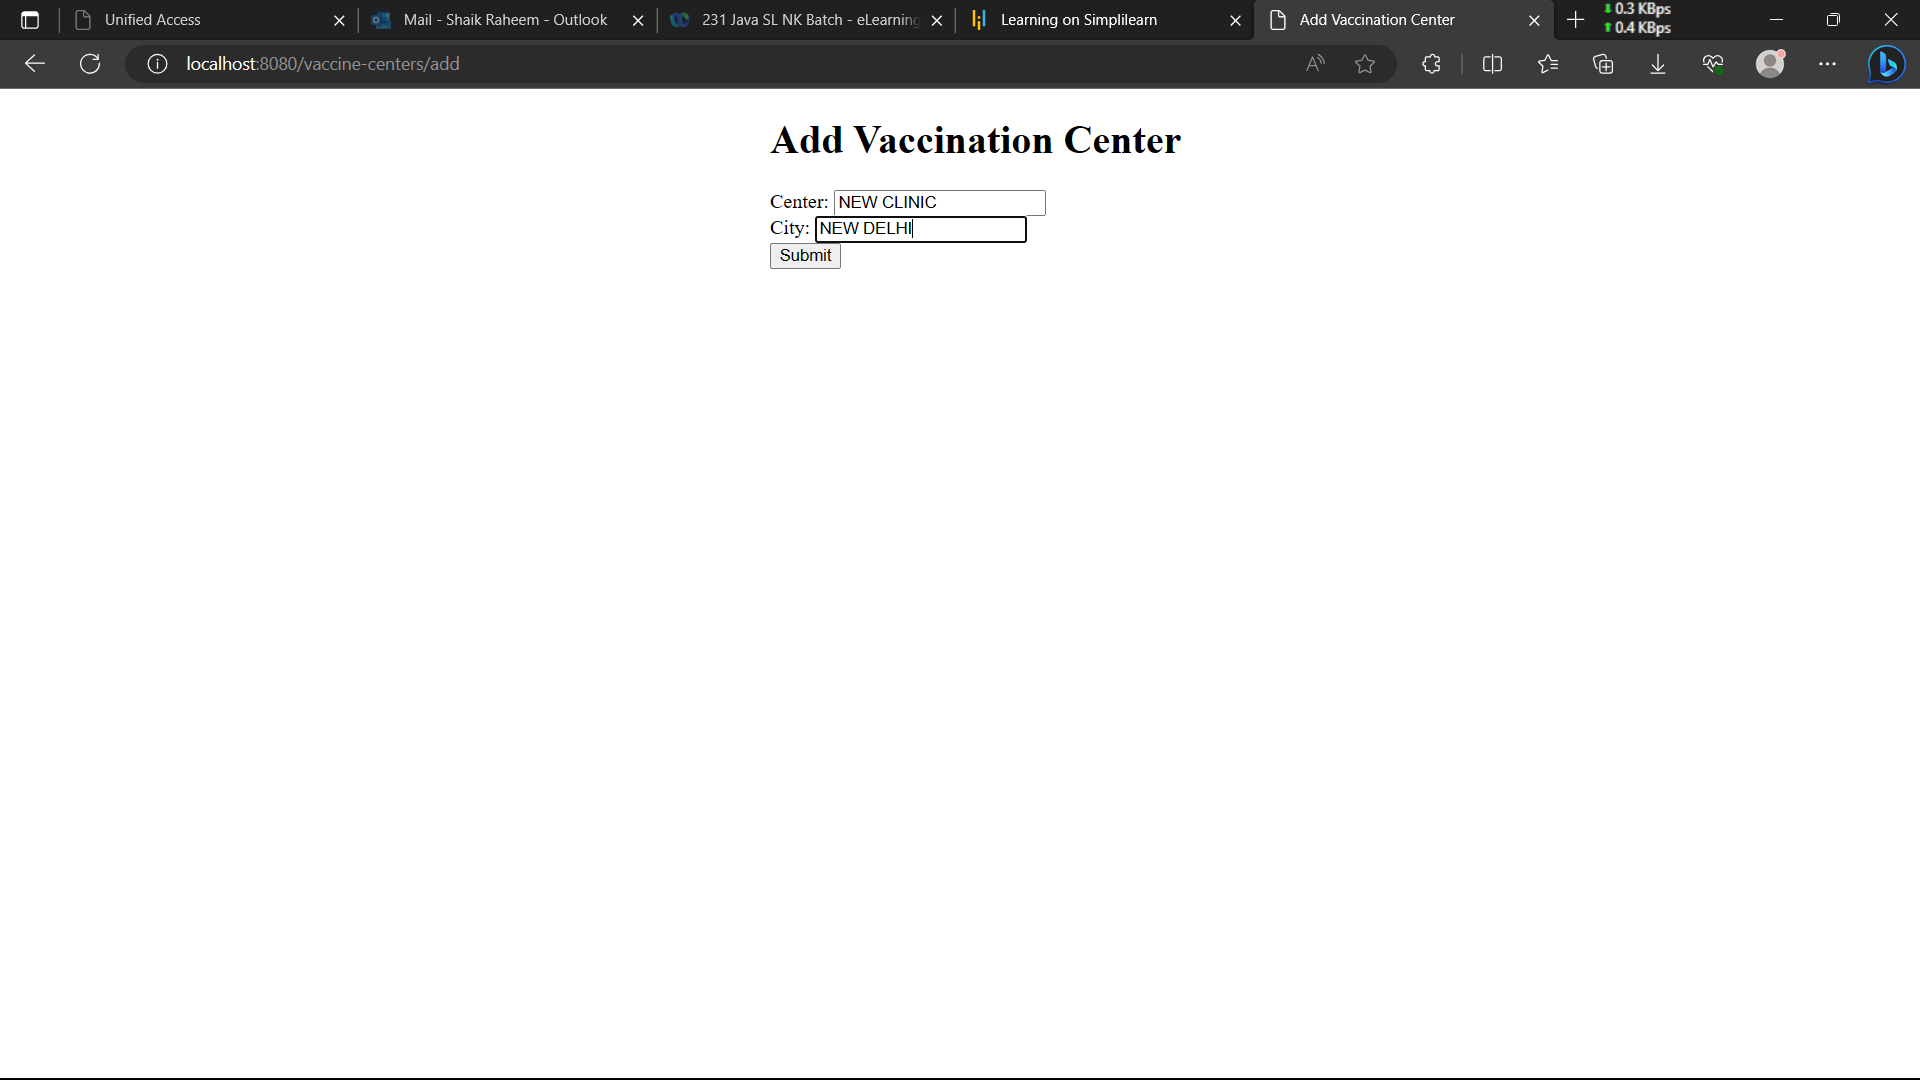 Unified Access
Mail - Shaik Raheem - Outlook
231 Java SL NK Batch - eLearning
Learning on Simplilearn
Add Vaccination Center
0.3 KBps
0.4 KBps
localhost:8080/vaccine-centers/add
Add Vaccination Center
Center: NEW CLINIC
City: NEW DELHI
Submit